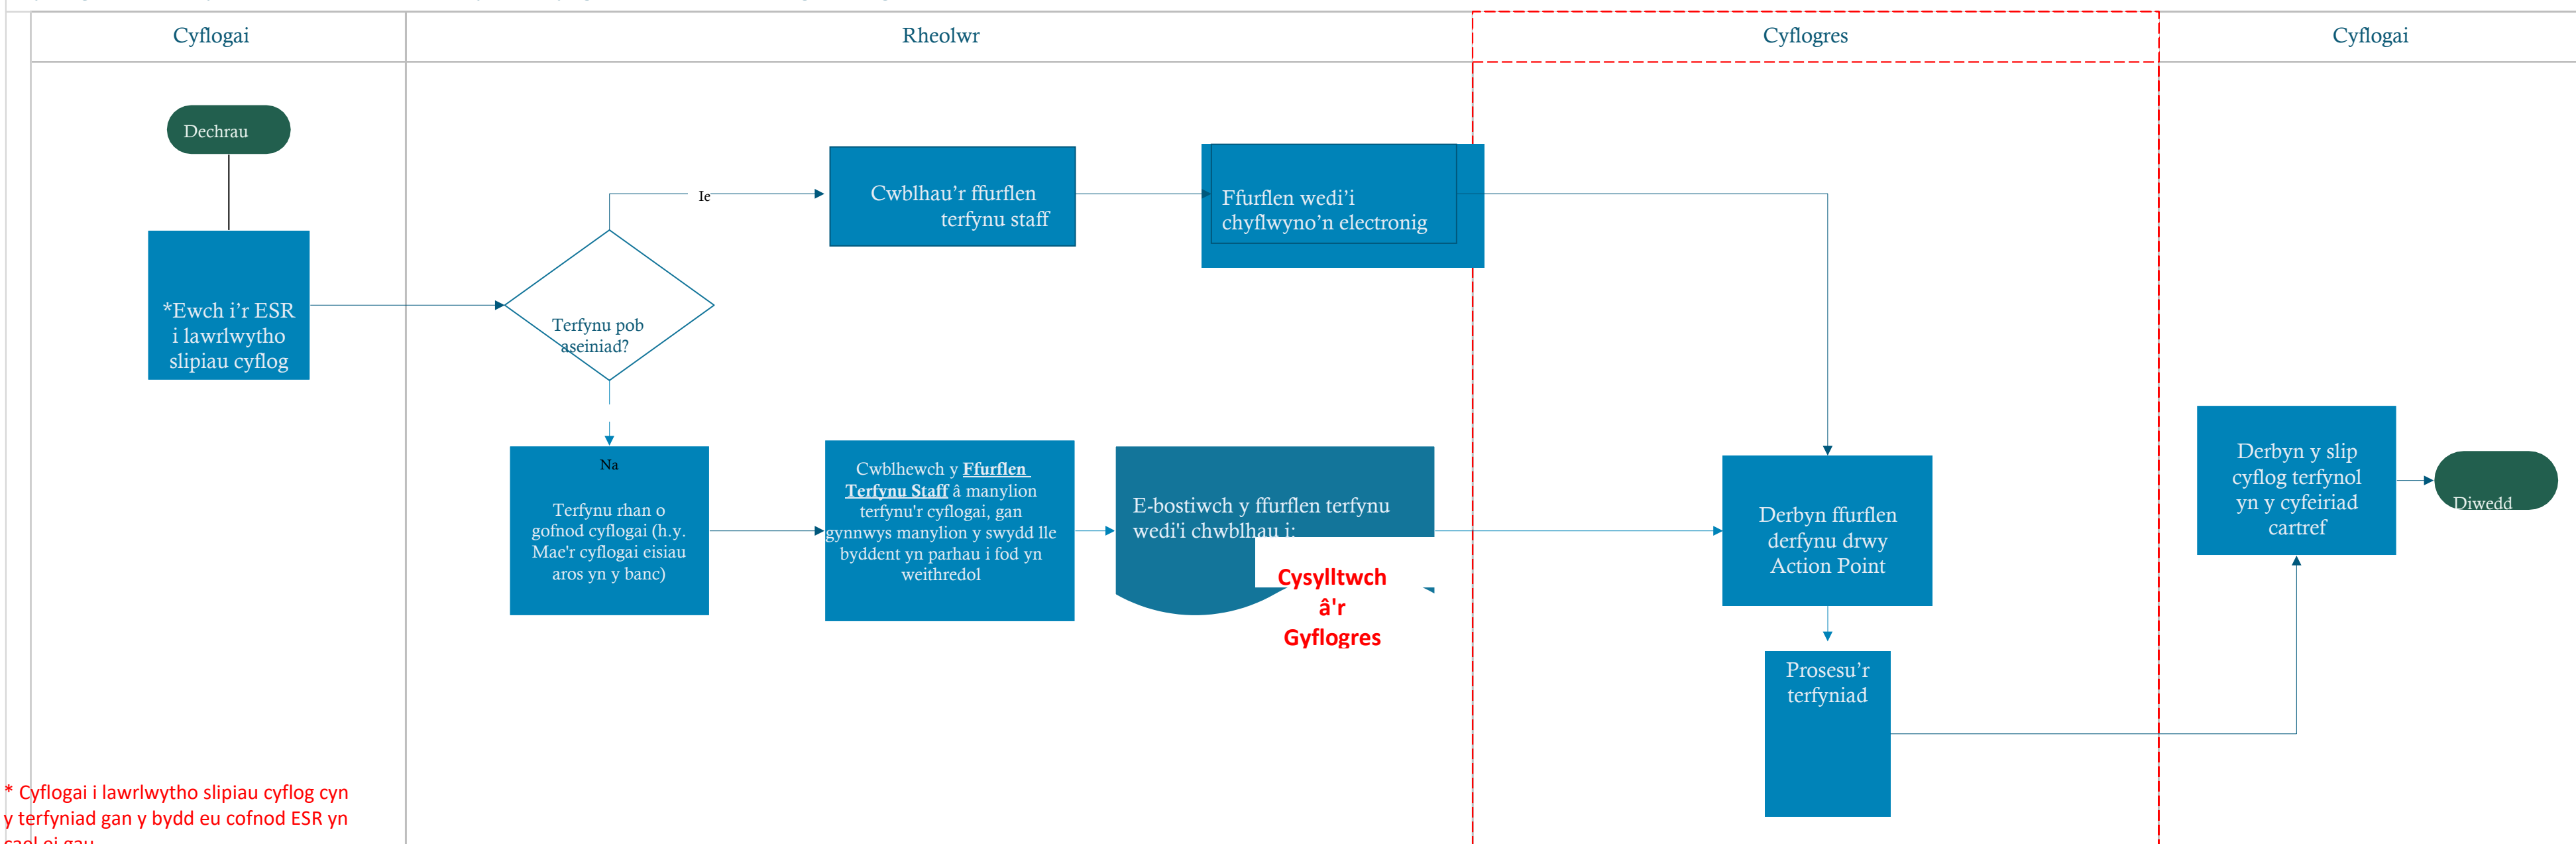 Cyflogai
Rheolwr
Cyflogres
Cyflogai
Dechrau
*Ewch i’r ESR
i lawrlwytho
slipiau cyflog
Terfynu pob
aseiniad?
Ie
Cwblhau’r ffurflen
terfynu staff
Ffurflen wedi’i
chyflwyno’n electronig
Na
Terfynu rhan o
gofnod cyflogai (h.y.
Mae'r cyflogai eisiau
aros yn y banc)
Cwblhewch y Ffurflen
Terfynu Staff â manylion
terfynu'r cyflogai, gan
gynnwys manylion y swydd lle
byddent yn parhau i fod yn
weithredol
E-bostiwch y ffurflen terfynu
wedi'i chwblhau i:
Cysylltwch
â'r
Gyflogres
Derbyn ffurflen
derfynu drwy
Action Point
Prosesu’r
terfyniad
Derbyn y slip
cyflog terfynol
yn y cyfeiriad
cartref
Diwedd
* Cyflogai i lawrlwytho slipiau cyflog cyn
y terfyniad gan y bydd eu cofnod ESR yn
cael ei gau